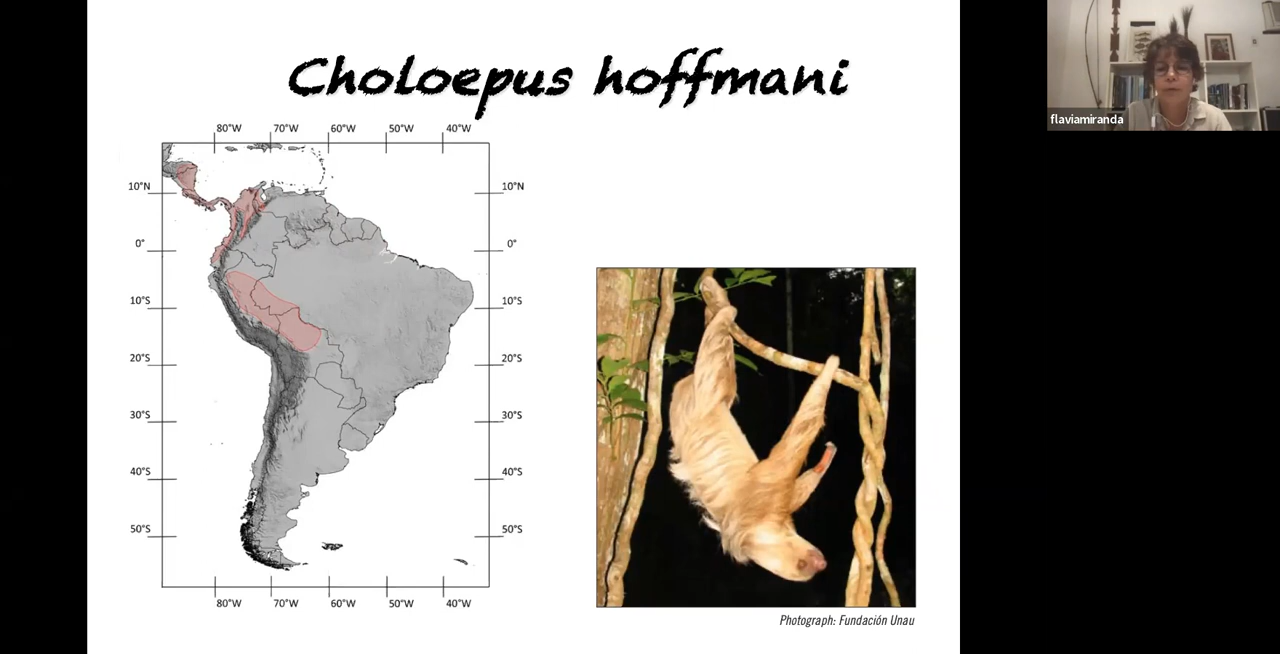 Choloepus hoffmani
80°W 70°W 60°W 50°W 40°W
10°N 10°N
0° 0°
10°S 10°S
20°S 20°S
30°S 30°S
40°S 40°S
50°S 50°S
80°W 70°W 60°W 50°W 40°W
Photograph: Fundación Unau
flaviamiranda